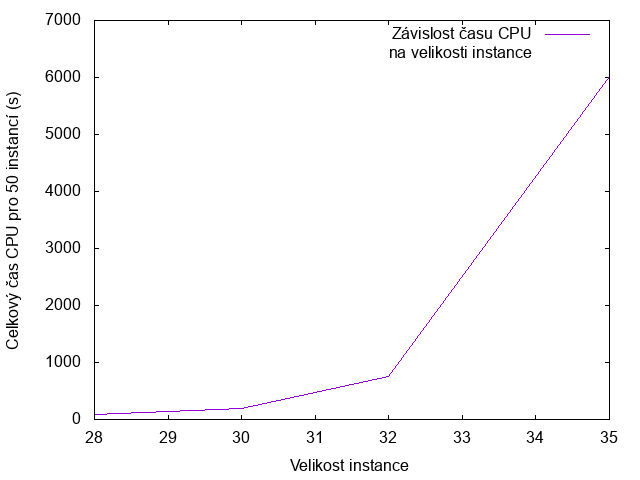 Závislost času CPU
na velikosti instance
Celkový čas CPU pro 50 instancí (s)
7000
6000
5000
4000
3000
2000
1000
0
28 29 30 31 32 33 34 35
Velikost instance